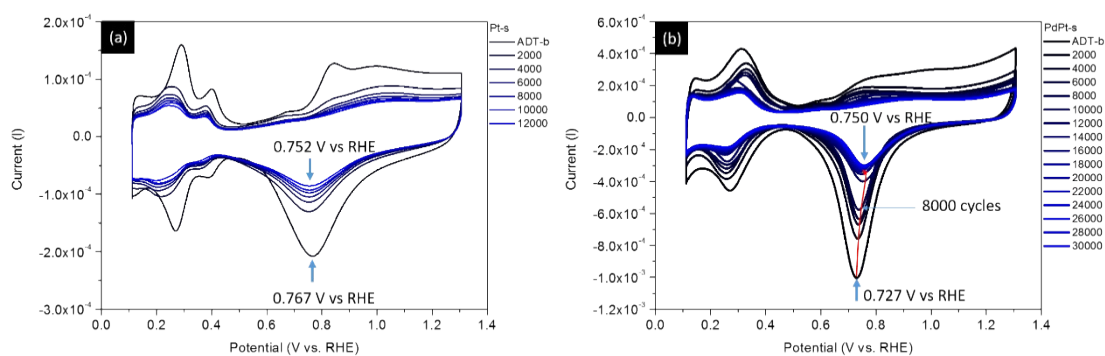 (a)
Pt-s
ADT-b
2000
4000
6000
8000
10000
12000
2.0x10⁻⁴
1.0x10⁻⁴
0.0
-1.0x10⁻⁴
-2.0x10⁻⁴
-3.0x10⁻⁴
Current (I)
0.752 V vs RHE
0.767 V vs RHE
0.0 0.2 0.4 0.6 0.8 1.0 1.2 1.4
Potential (V vs. RHE)
(b)
PdPt-s
ADT-b
2000
4000
6000
8000
10000
12000
14000
16000
18000
20000
22000
24000
26000
28000
30000
6.0x10⁻⁴
4.0x10⁻⁴
2.0x10⁻⁴
0.0
-2.0x10⁻⁴
-4.0x10⁻⁴
-6.0x10⁻⁴
-8.0x10⁻⁴
-1.0x10⁻³
-1.2x10⁻³
Current (I)
0.750 V vs RHE
8000 cycles
0.727 V vs RHE
0.0 0.2 0.4 0.6 0.8 1.0 1.2 1.4
Potential (V vs. RHE)